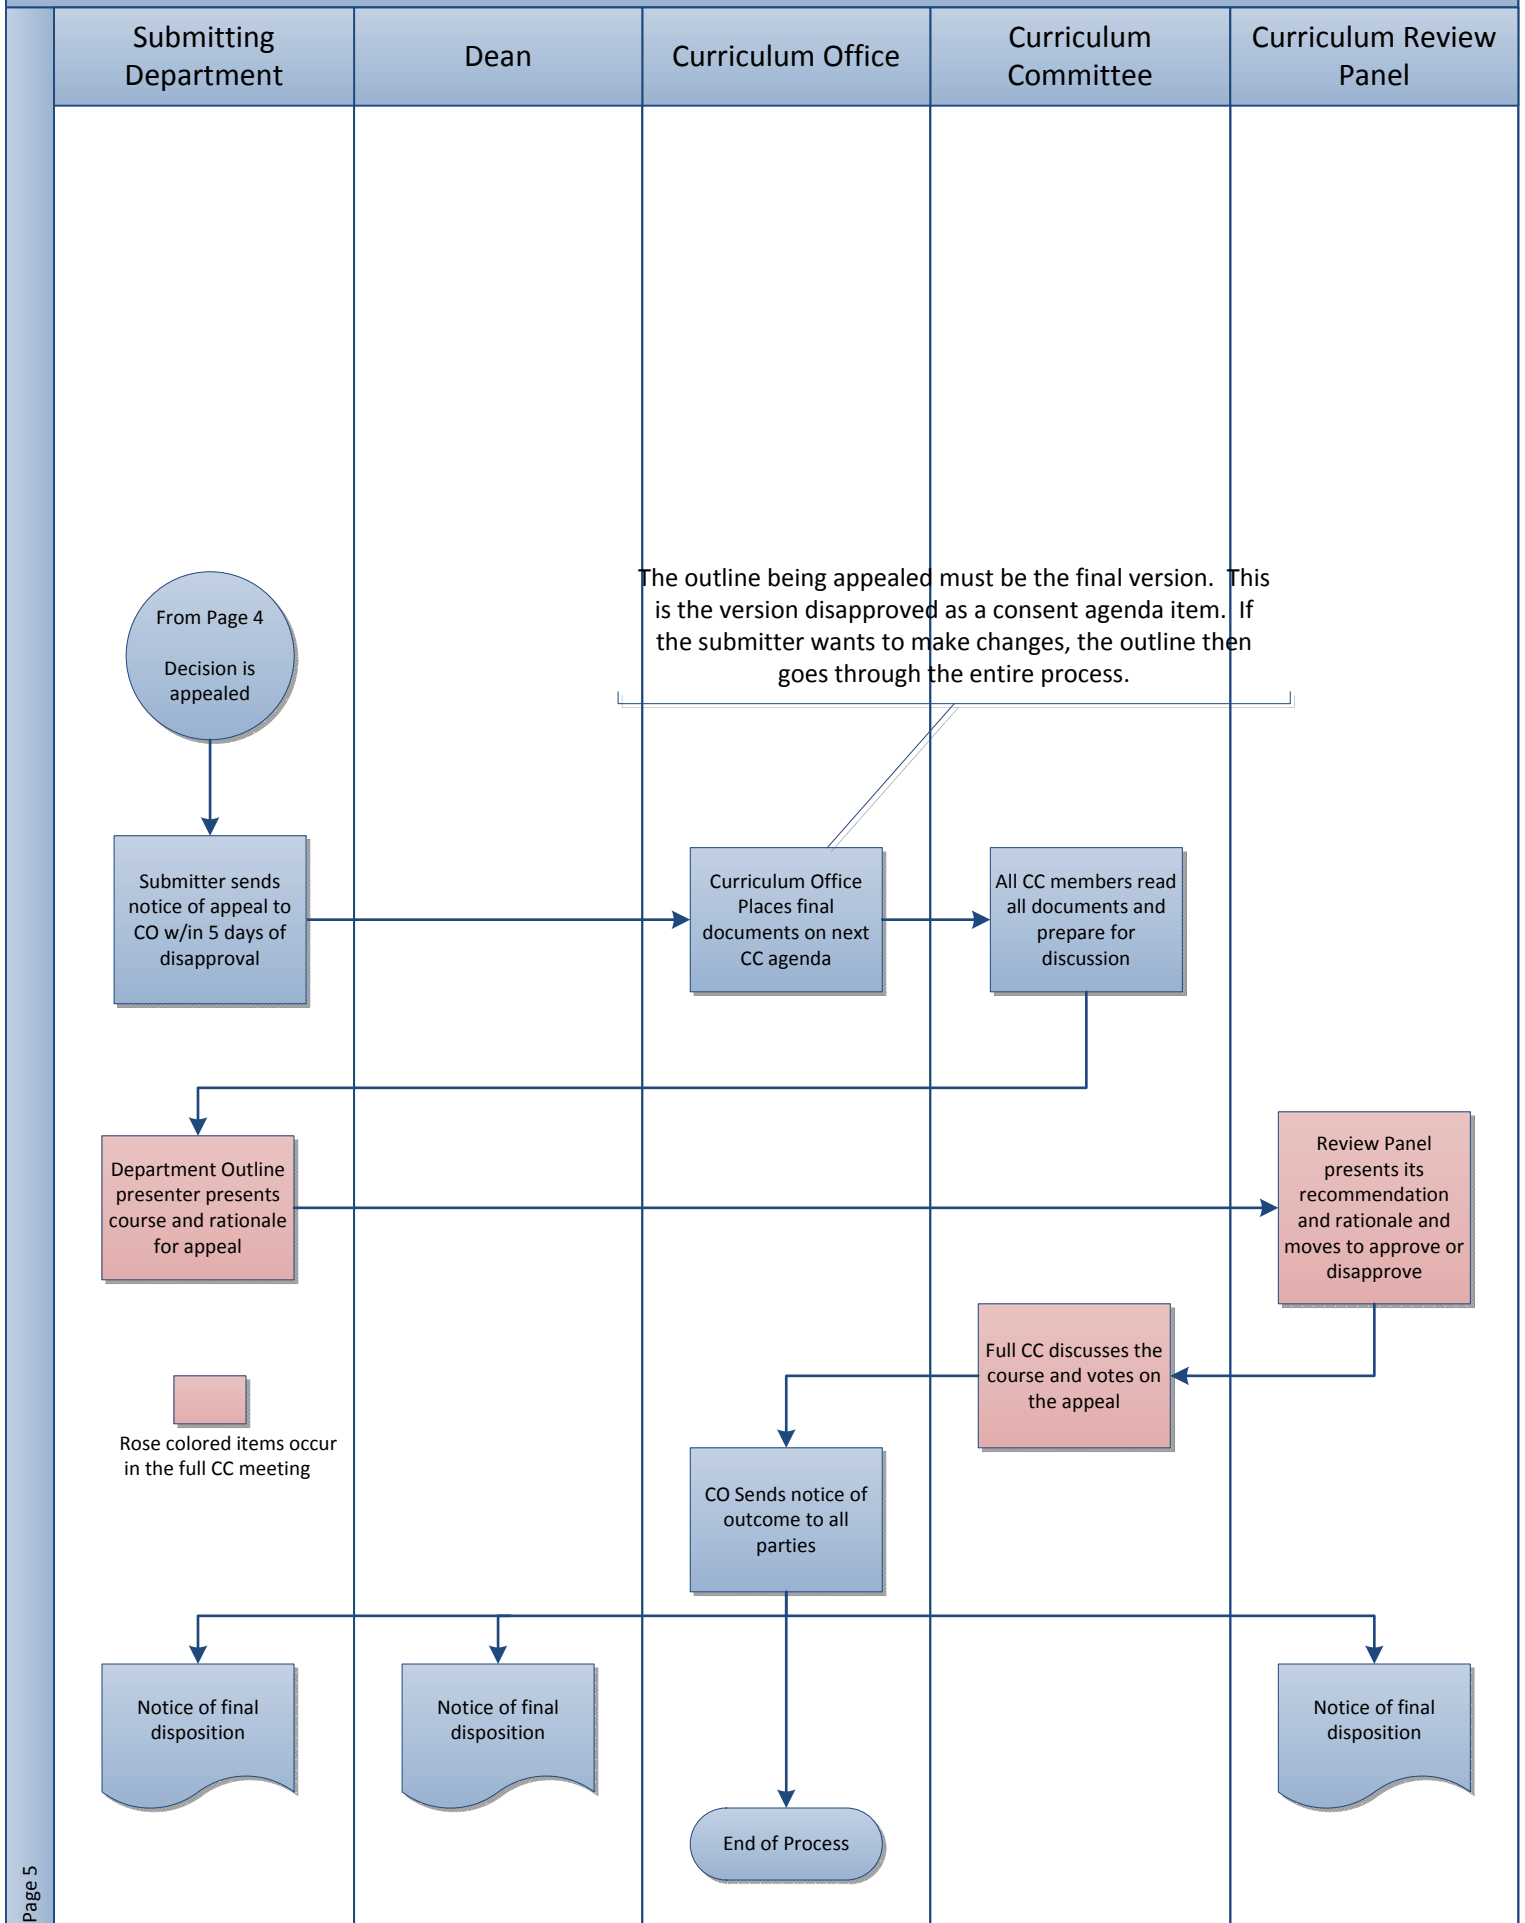 Submitting
Department
Dean
Curriculum Office
Curriculum
Committee
Curriculum Review
Panel
The outline being appealed must be the final version.  This
is the version disapproved as a consent agenda item.  If
the submitter wants to make changes, the outline then
goes through the entire process.
From Page 4
Decision is
appealed
Submitter sends
notice of appeal to
CO w/in 5 days of
disapproval
Curriculum Office
Places final
documents on next
CC agenda
All CC members read
all documents and
prepare for
discussion
Department Outline
presenter presents
course and rationale
for appeal
Review Panel
presents its
recommendation
and rationale and
moves to approve or
disapprove
Full CC discusses the
course and votes on
the appeal
Rose colored items occur
in the full CC meeting
CO Sends notice of
outcome to all
parties
Notice of final
disposition
Notice of final
disposition
Notice of final
disposition
End of Process
Page 5